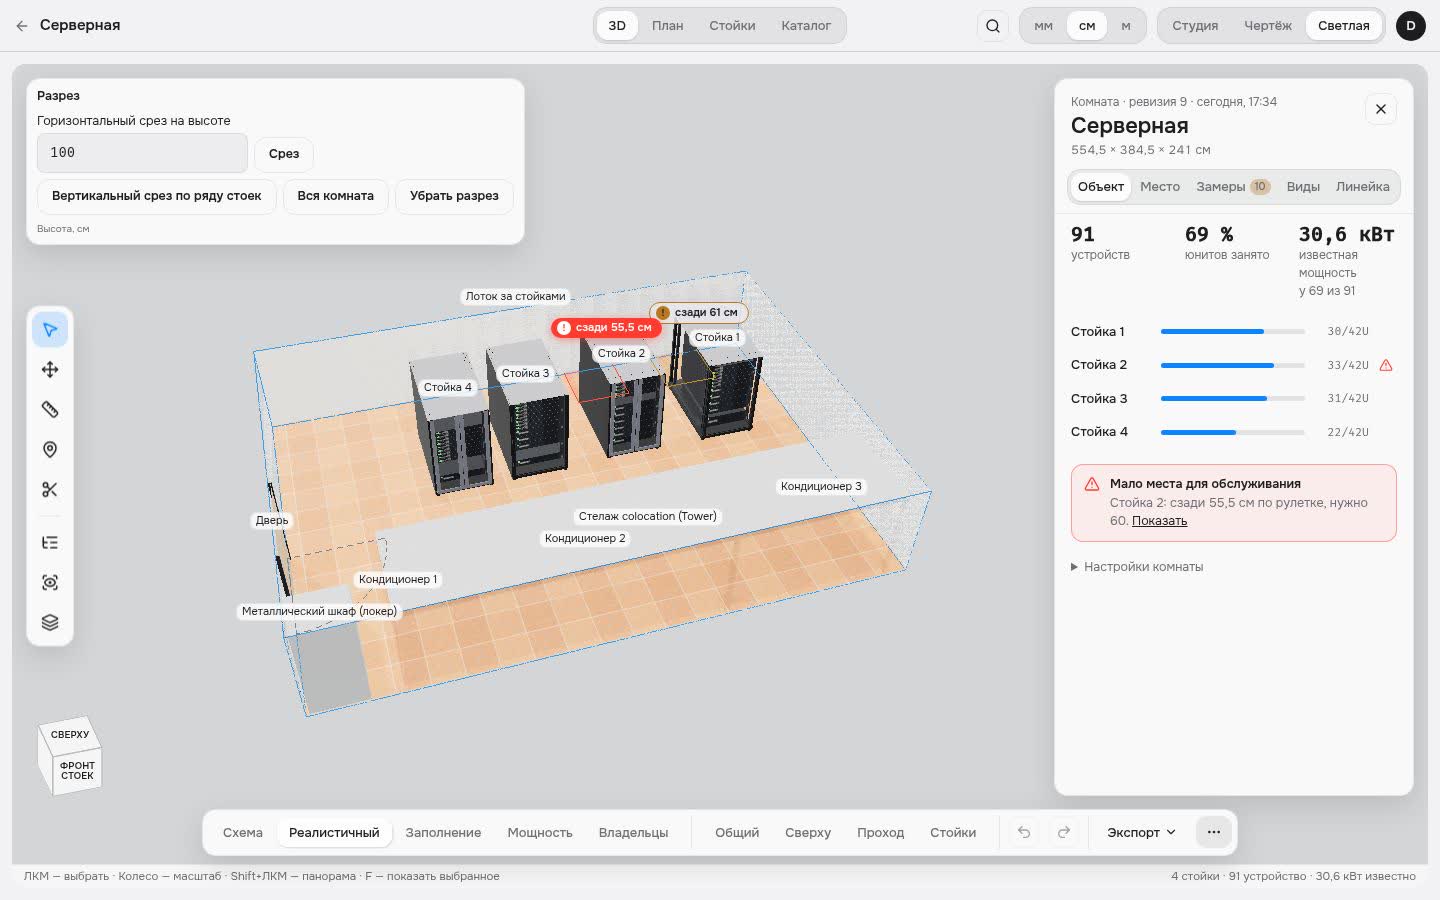 Серверная
3D План Стойки Каталог
мм см м
Студия Чертёж Светлая
D
Разрез
Горизонтальный срез на высоте
100
Срез
Вертикальный срез по ряду стоек
Вся комната
Убрать разрез
Высота, см
Лоток за стойками
сзади 61 см
сзади 55,5 см
Стойка 1
Стойка 2
Стойка 3
Стойка 4
Кондиционер 3
Стелаж colocation (Tower)
Дверь
Кондиционер 2
Кондиционер 1
Металлический шкаф (локер)
СВЕРХУ
ФРОНТ
СТОЕК
Комната · ревизия 9 · сегодня, 17:34
Серверная
554,5 × 384,5 × 241 см
Объект Место Замеры 10 Виды Линейка
91 69 % 30,6 кВт
устройств юнитов занято известная
мощность
у 69 из 91
Стойка 1 30/42U
Стойка 2 33/42U
Стойка 3 31/42U
Стойка 4 22/42U
Мало места для обслуживания
Стойка 2: сзади 55,5 см по рулетке, нужно
60. Показать
Настройки комнаты
Схема Реалистичный Заполнение Мощность Владельцы Общий Сверху Проход Стойки Экспорт
ЛКМ — выбрать · Колесо — масштаб · Shift+ЛКМ — панорама · F — показать выбранное
4 стойки · 91 устройство · 30,6 кВт известно